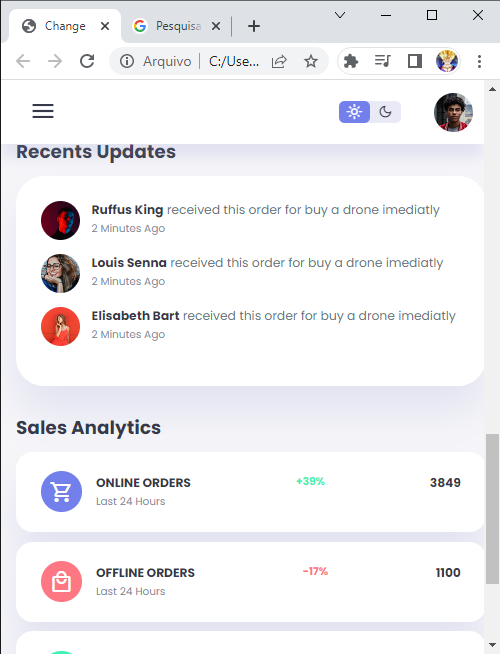 Change
Pesquisa
Arquivo
C:/Use...
Recents Updates
Ruffus King received this order for buy a drone imediatly
2 Minutes Ago
Louis Senna received this order for buy a drone imediatly
2 Minutes Ago
Elisabeth Bart received this order for buy a drone imediatly
2 Minutes Ago
Sales Analytics
ONLINE ORDERS +39% 3849
Last 24 Hours
OFFLINE ORDERS -17% 1100
Last 24 Hours